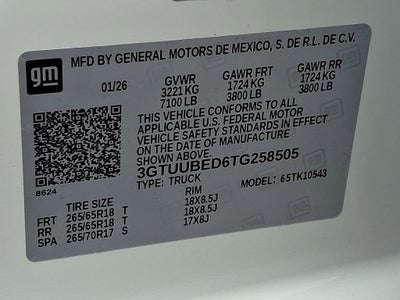 gm
MFD BY GENERAL MOTORS DE MEXICO, S. DE R.L. DE C.V.
01/26 GVWR GAWR FRT GAWR RR
3221 KG 1724 KG 1724 KG
7100 LB 3800 LB 3800 LB
THIS VEHICLE CONFORMS TO ALL
APPLICABLE U.S. FEDERAL MOTOR
VEHICLE SAFETY STANDARDS IN EFFECT
ON THE DATE OF MANUFACTURE
SHOWN ABOVE.
3GTUUBED6TG258505
TYPE: TRUCK MODEL: 65TK10543
8624
TIRE SIZE RIM
FRT 265/65R18 T 18X8.5J
RR 265/65R18 T 18X8.5J
SPA 265/70R17 S 17X8J